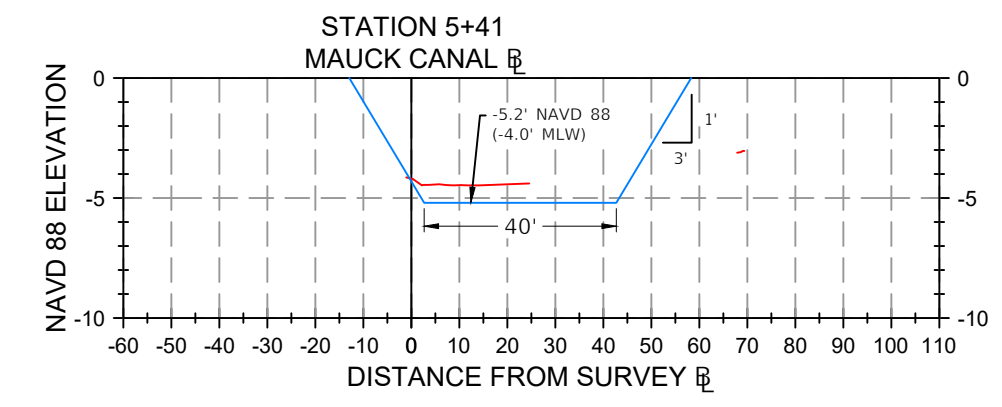 STATION 5+41
MAUCK CANAL BL
NAVD 88 ELEVATION
0
-5
-10
0
-5
-10
-5.2' NAVD 88
(-4.0' MLW)
1'
3'
40'
-60 -50 -40 -30 -20 -10 0 10 20 30 40 50 60 70 80 90 100 110
DISTANCE FROM SURVEY BL